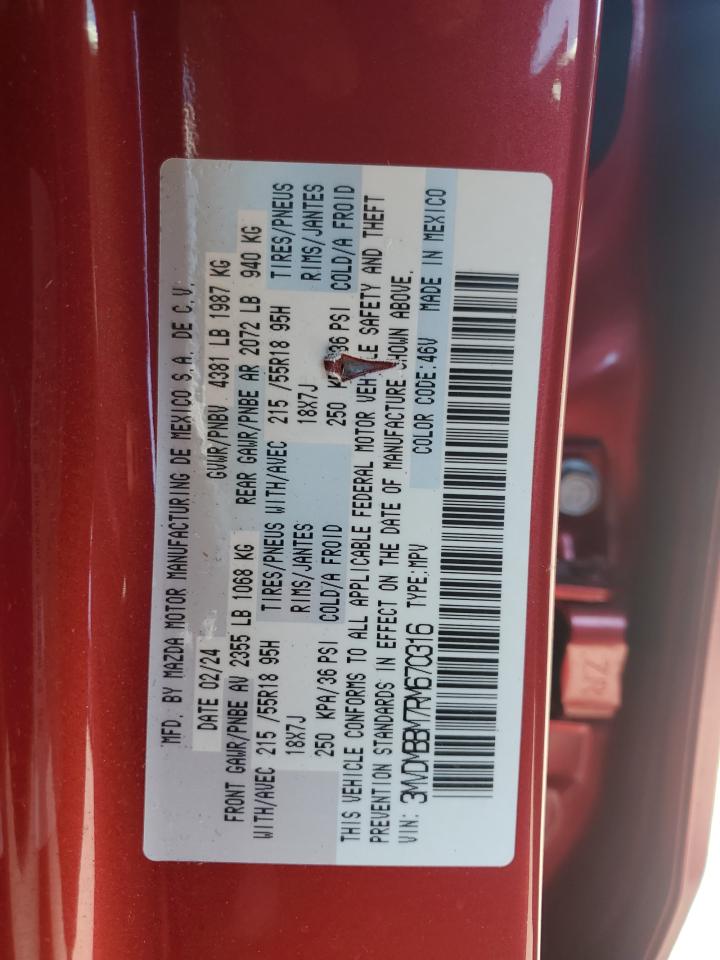 MFD. BY MAZDA MOTOR MANUFACTURING DE MEXICO S.A. DE C.V.
DATE 02/24 GVWR/PNBV 4381 LB 1987 KG
FRONT GAWR/PNBE AV 2355 LB 1068 KG REAR GAWR/PNBE AR 2072 LB 940 KG
WITH/AVEC 215 /55R18 95H TIRES/PNEUS WITH/AVEC 215 /55R18 95H TIRES/PNEUS
18X7J RIMS/JANTES 18X7J RIMS/JANTES
250 KPA/36 PSI COLD/A FROID 250 36 PSI COLD/A FROID
THIS VEHICLE CONFORMS TO ALL APPLICABLE FEDERAL MOTOR VEHICLE SAFETY AND THEFT
PREVENTION STANDARDS IN EFFECT ON THE DATE OF MANUFACTURE SHOWN ABOVE.
VIN: 3MVDMBBM7RM670316 TYPE:MPV COLOR CODE:46V MADE IN MEXICO